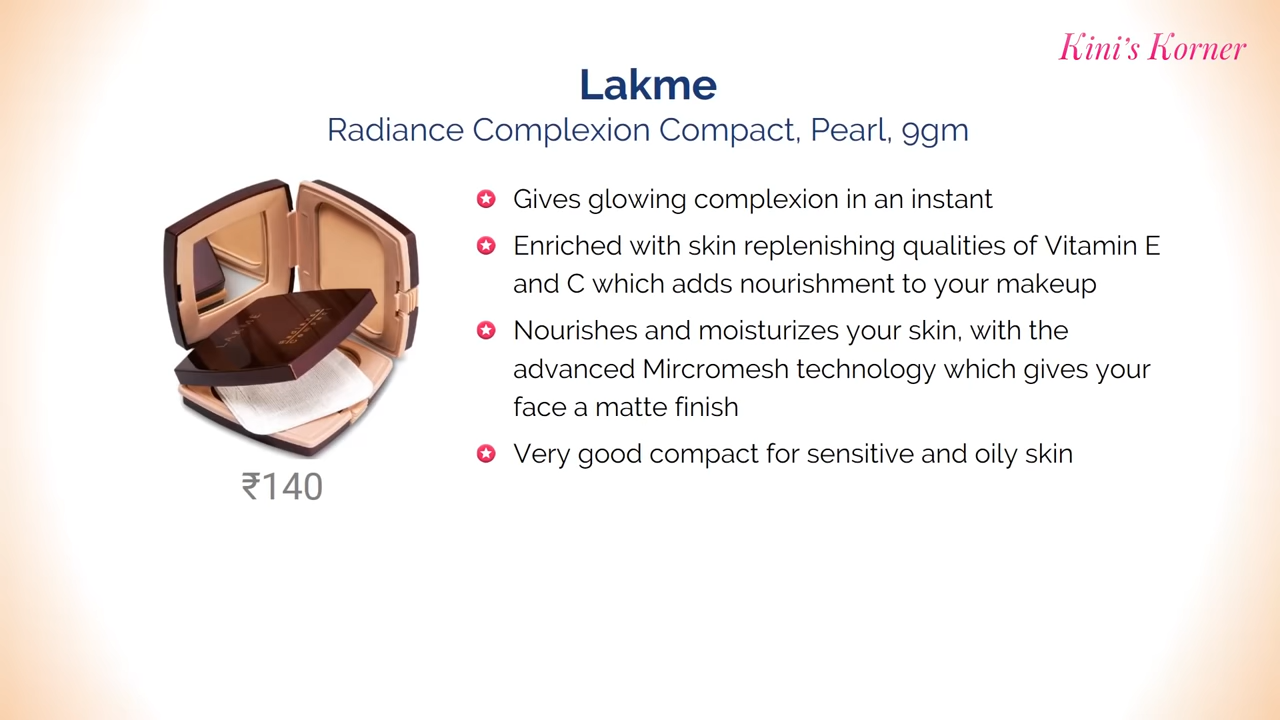 Kini's Korner
Lakme
Radiance Complexion Compact, Pearl, 9gm
Gives glowing complexion in an instant
Enriched with skin replenishing qualities of Vitamin E
and C which adds nourishment to your makeup
Nourishes and moisturizes your skin, with the
advanced Mircromesh technology which gives your
face a matte finish
Very good compact for sensitive and oily skin
LAKMÉ
₹140